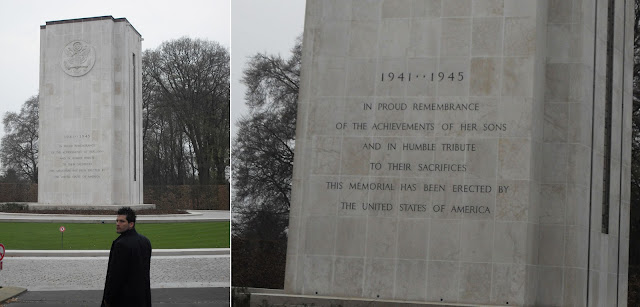 1941 · · 1945
IN PROUD REMEMBRANCE
OF THE ACHIEVEMENTS OF HER SONS
AND IN HUMBLE TRIBUTE
TO THEIR SACRIFICES
THIS MEMORIAL HAS BEEN ERECTED BY
THE UNITED STATES OF AMERICA